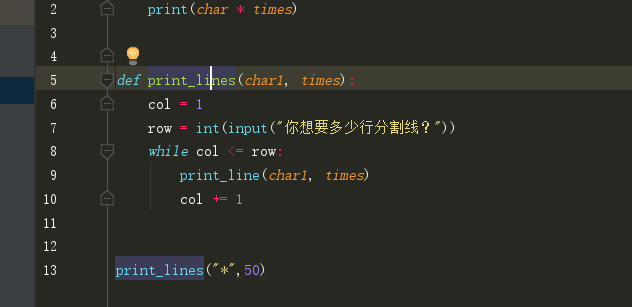 2 print(char * times)
3
4
5 def print_lines(char1, times):
6 col = 1
7 row = int(input("你想要多少行分割线？"))
8 while col <= row:
9 print_line(char1, times)
10 col += 1
11
12
13 print_lines("*",50)